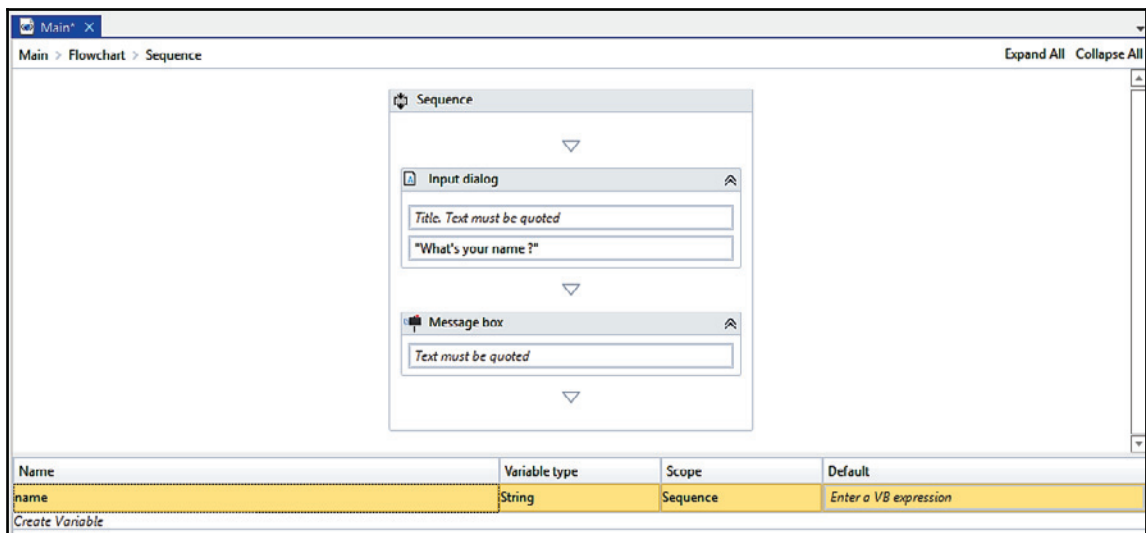 Main* X
Main > Flowchart > Sequence Expand All Collapse All
Sequence
Input dialog
Title. Text must be quoted
"What's your name ?"
Message box
Text must be quoted
Name Variable type Scope Default
name String Sequence Enter a VB expression
Create Variable